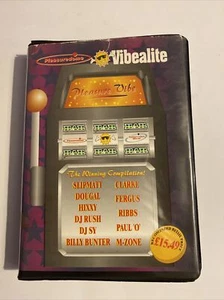 Pleasuredome
Vibealite
Pleasure Vibe
The Winning Compilation!
SLIPMATT
CLARKE
DOUGAL
FERGUS
HIXXY
RIBBS
DJ RUSH
PAUL 'O'
DJ SY
M-ZONE
BILLY BUNTER
£15.49!